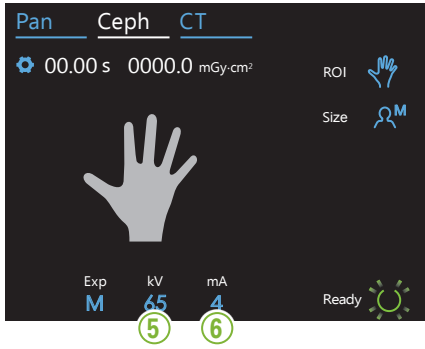 Pan Ceph CT
00.00 s 0000.0 mGy·cm²
ROI
Size M
Exp kV mA
M 65 4
Ready
5 6